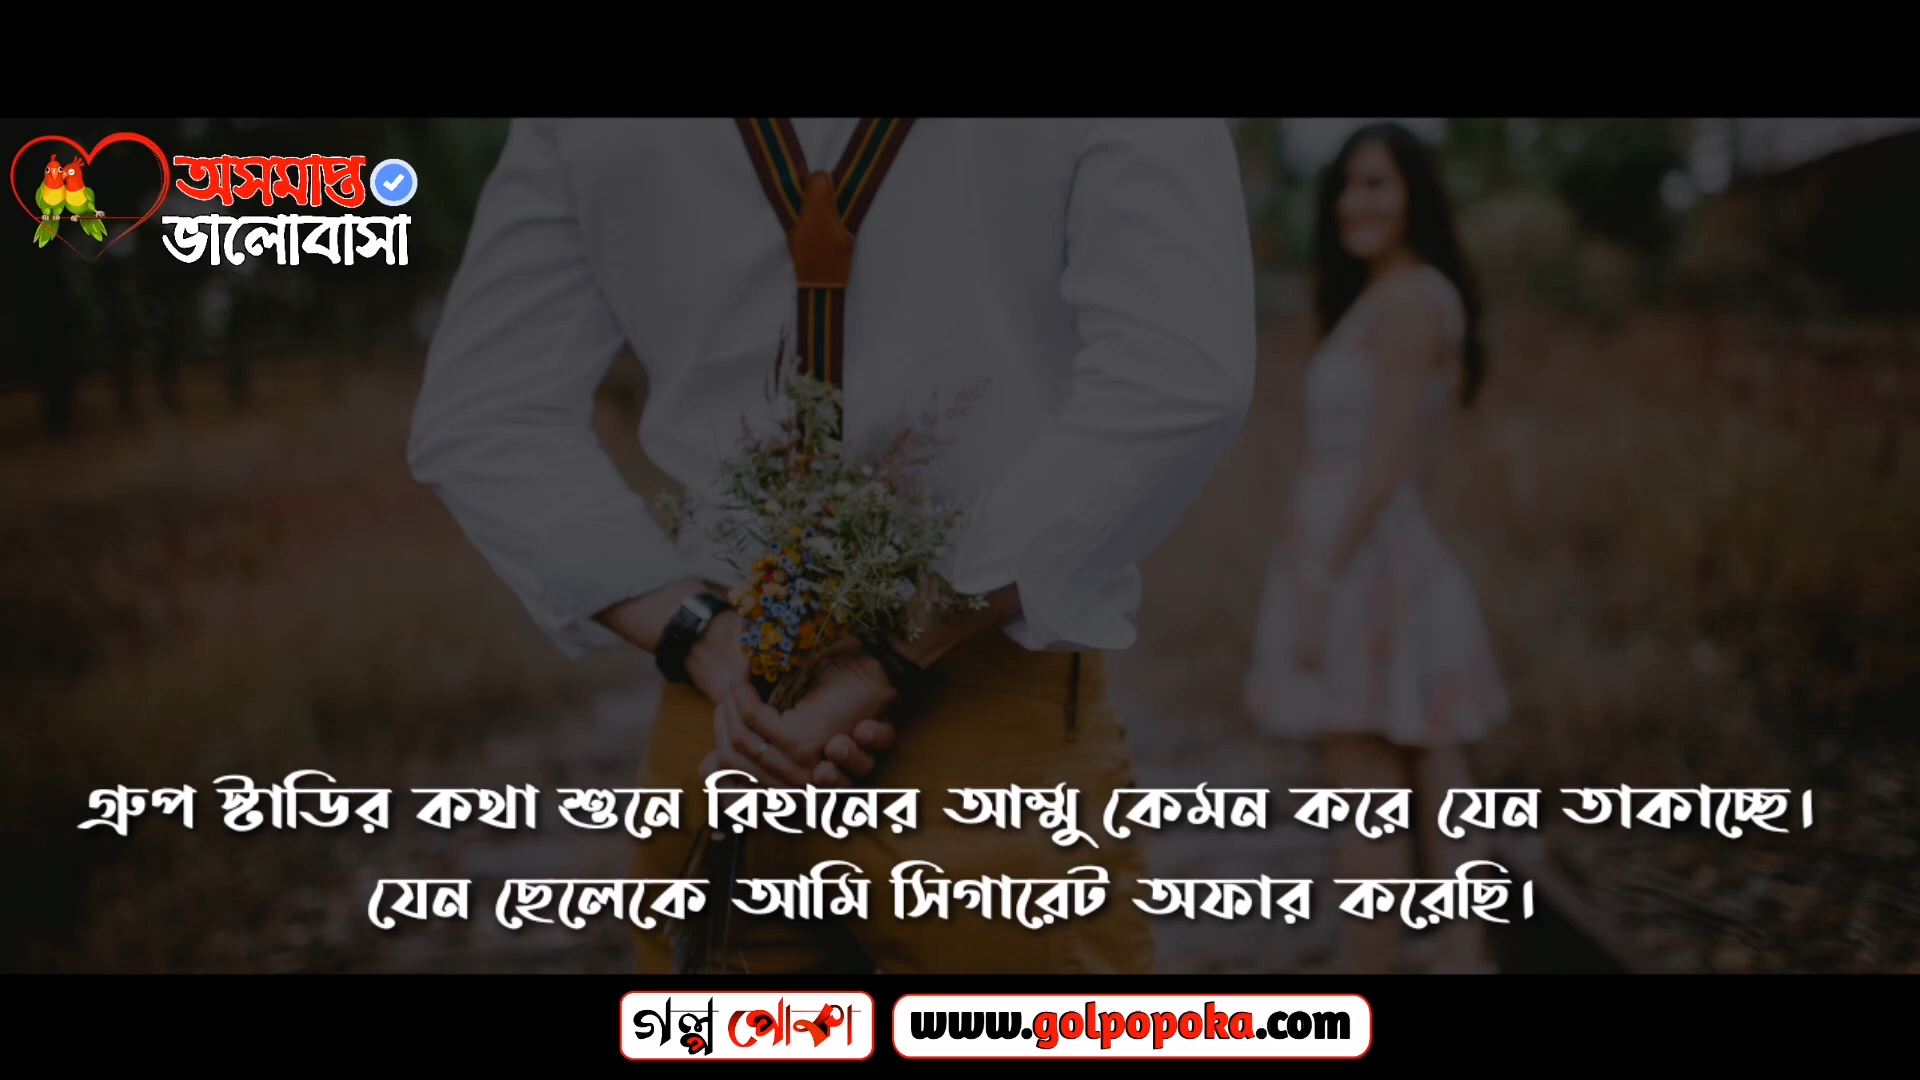 অসমাপ্ত
ভালোবাসা
গ্রুপ স্টাডির কথা শুনে রিহানের আম্মু কেমন করে যেন তাকাচ্ছে।
যেন ছেলেকে আমি সিগারেট অফার করেছি।
গল্প পোকা
www.golpopoka.com